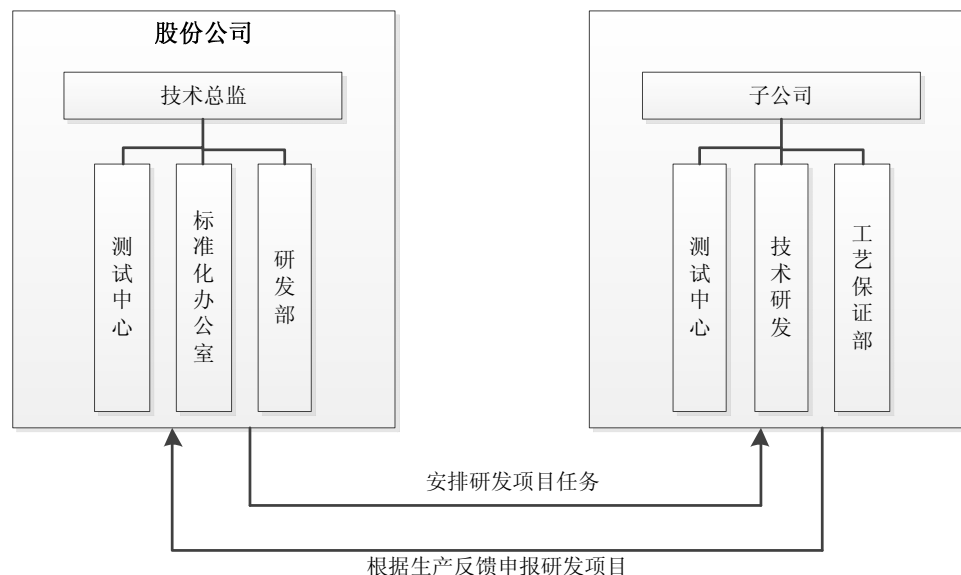 股份公司
技术总监
测试中心
标准化办公室
研发部
子公司
测试中心
技术研发
工艺保证部
安排研发项目任务
根据生产反馈申报研发项目